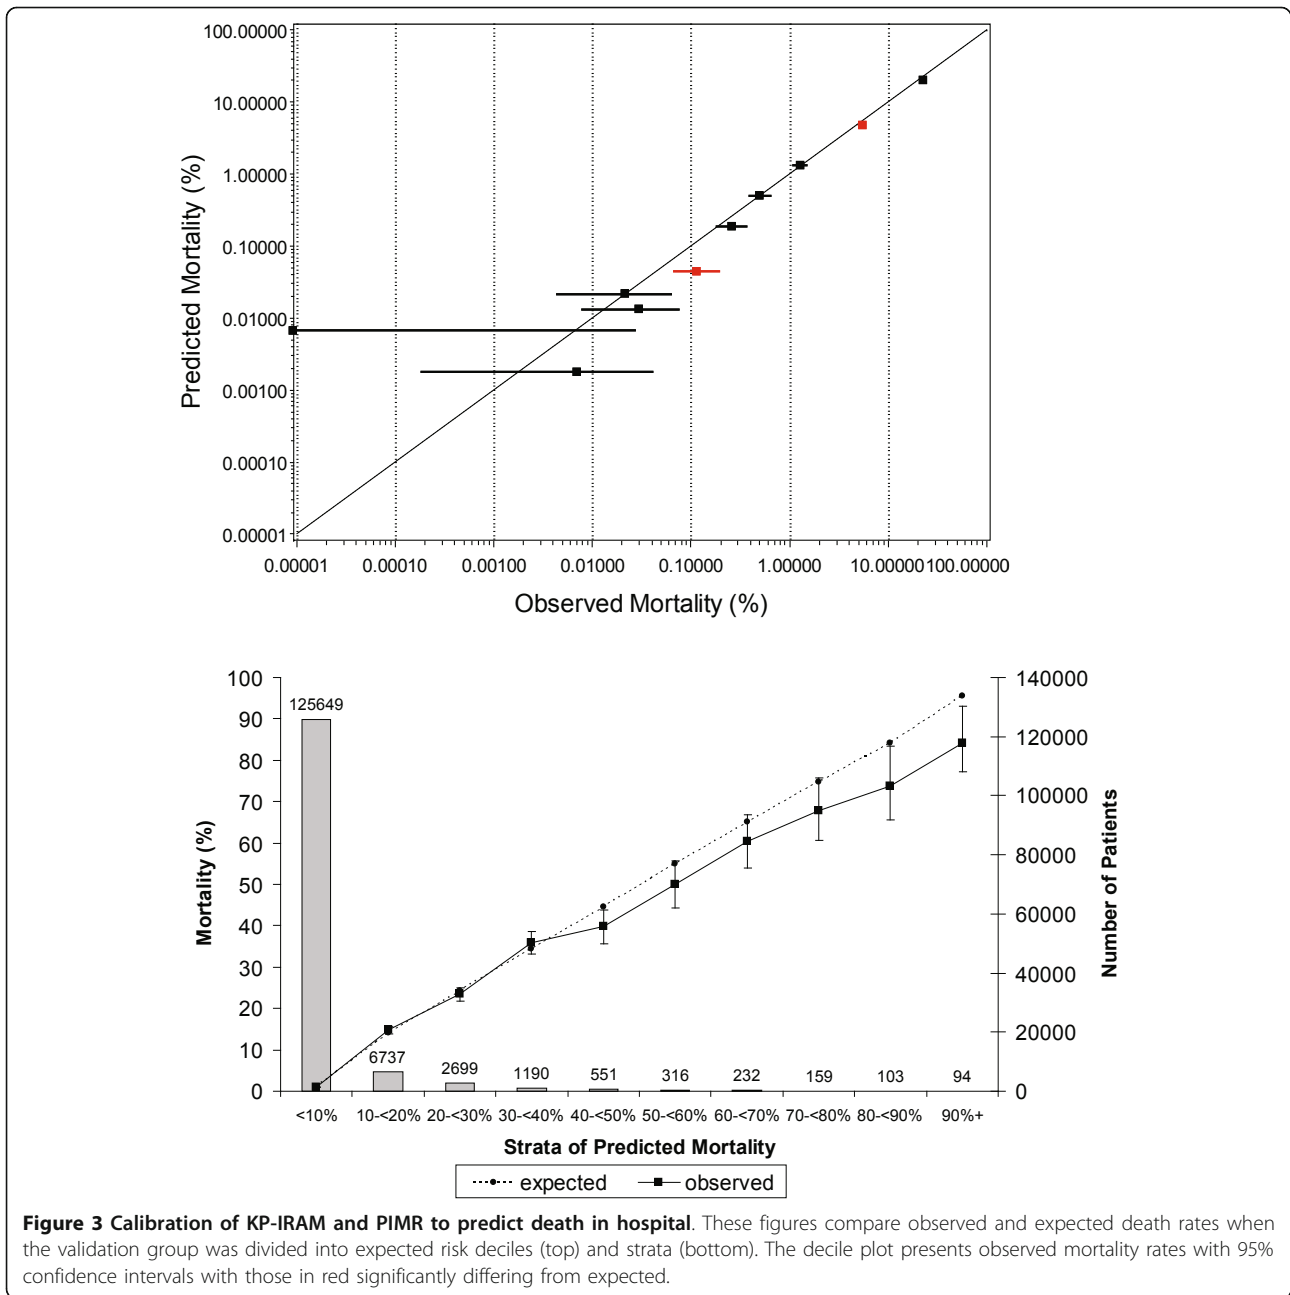 100.00000
10.00000
1.00000
0.10000
0.01000
0.00100
0.00010
0.00001
Predicted Mortality (%)
0.00001 0.00010 0.00100 0.01000 0.10000 1.00000 10.00000 100.00000
Observed Mortality (%)
100
90
80
70
60
50
40
30
20
10
0
Mortality (%)
125649 6737 2699 1190 551 316 232 159 103 94
140000
120000
100000
80000
60000
40000
20000
0
Number of Patients
<10% 10-<20% 20-<30% 30-<40% 40-<50% 50-<60% 60-<70% 70-<80% 80-<90% 90%+
Strata of Predicted Mortality
expected observed
Figure 3 Calibration of KP-IRAM and PIMR to predict death in hospital. These figures compare observed and expected death rates when
the validation group was divided into expected risk deciles (top) and strata (bottom). The decile plot presents observed mortality rates with 95%
confidence intervals with those in red significantly differing from expected.